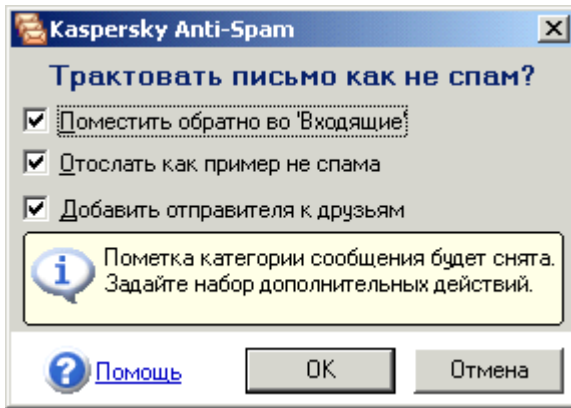 Kaspersky Anti-Spam
Трактовать письмо как не спам?
Поместить обратно во 'Входящие'
Отослать как пример не спама
Добавить отправителя к друзьям
Пометка категории сообщения будет снята.
Задайте набор дополнительных действий.
Помощь
OK
Отмена